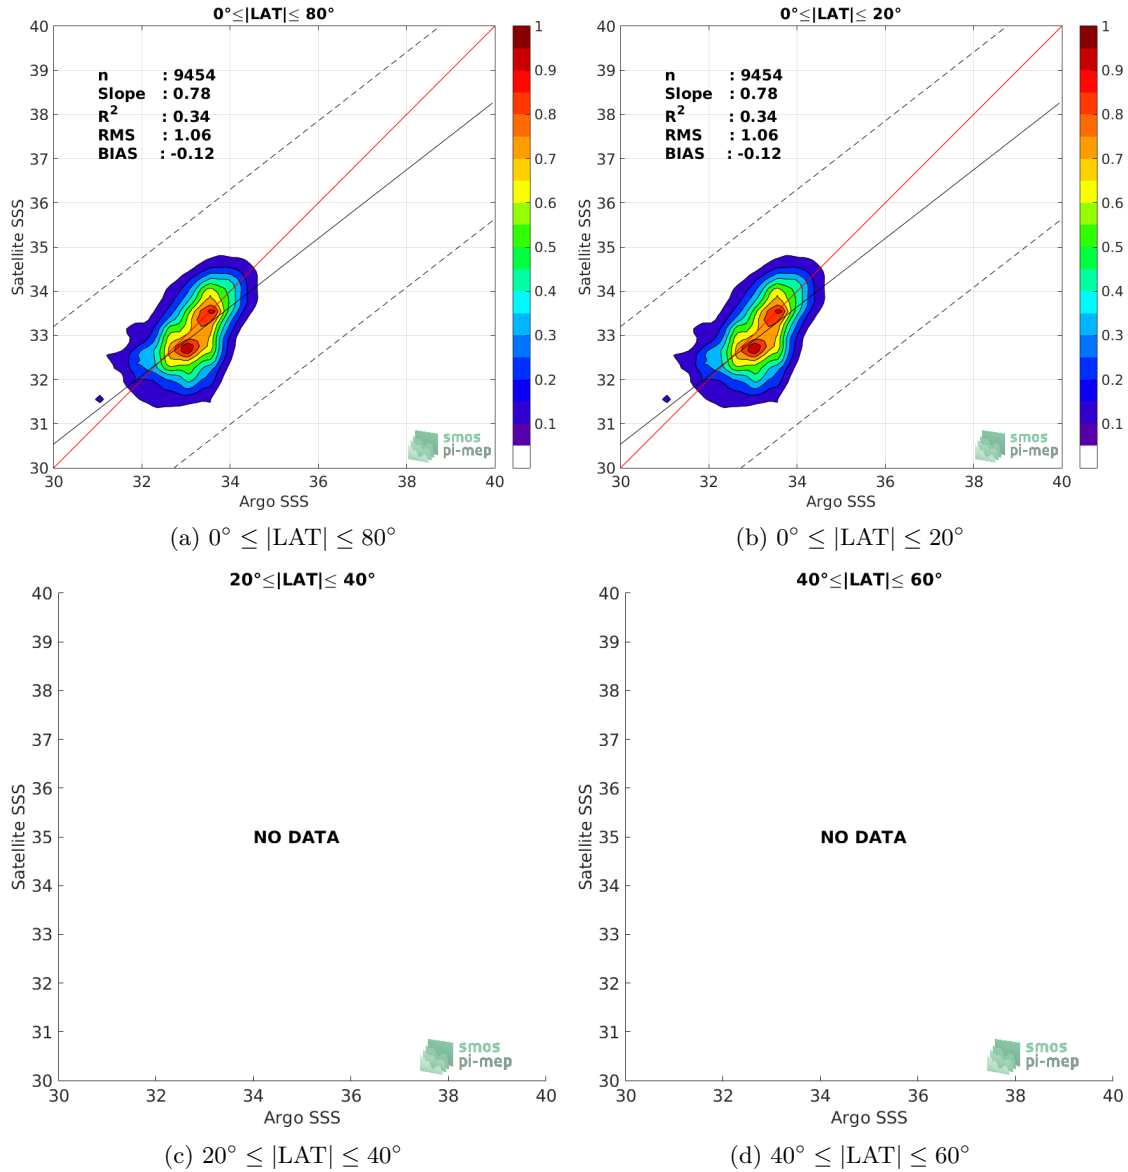 0°≤|LAT|≤ 80°
40
39
38
37
36
35
34
33
32
31
30
Satellite SSS
n : 9454
Slope : 0.78
R² : 0.34
RMS : 1.06
BIAS : -0.12
smos
pi-mep
30 32 34 36 38 40
Argo SSS
1
0.9
0.8
0.7
0.6
0.5
0.4
0.3
0.2
0.1
(a) 0° ≤ |LAT| ≤ 80°
0°≤|LAT|≤ 20°
40
39
38
37
36
35
34
33
32
31
30
Satellite SSS
n : 9454
Slope : 0.78
R² : 0.34
RMS : 1.06
BIAS : -0.12
smos
pi-mep
30 32 34 36 38 40
Argo SSS
1
0.9
0.8
0.7
0.6
0.5
0.4
0.3
0.2
0.1
(b) 0° ≤ |LAT| ≤ 20°
20°≤|LAT|≤ 40°
40
39
38
37
36
35
34
33
32
31
30
Satellite SSS
NO DATA
smos
pi-mep
30 32 34 36 38 40
Argo SSS
(c) 20° ≤ |LAT| ≤ 40°
40°≤|LAT|≤ 60°
40
39
38
37
36
35
34
33
32
31
30
Satellite SSS
NO DATA
smos
pi-mep
30 32 34 36 38 40
Argo SSS
(d) 40° ≤ |LAT| ≤ 60°